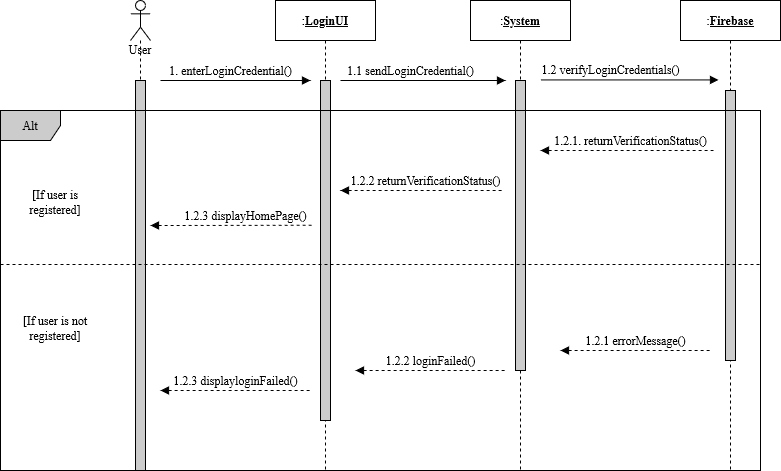 :LoginUI
:System
:Firebase
User
1. enterLoginCredential()
1.1 sendLoginCredential()
1.2 verifyLoginCredentials()
Alt
1.2.1. returnVerificationStatus()
1.2.2 returnVerificationStatus()
[If user is
registered]
1.2.3 displayHomePage()
[If user is not
registered]
1.2.1 errorMessage()
1.2.2 loginFailed()
1.2.3 displayloginFailed()